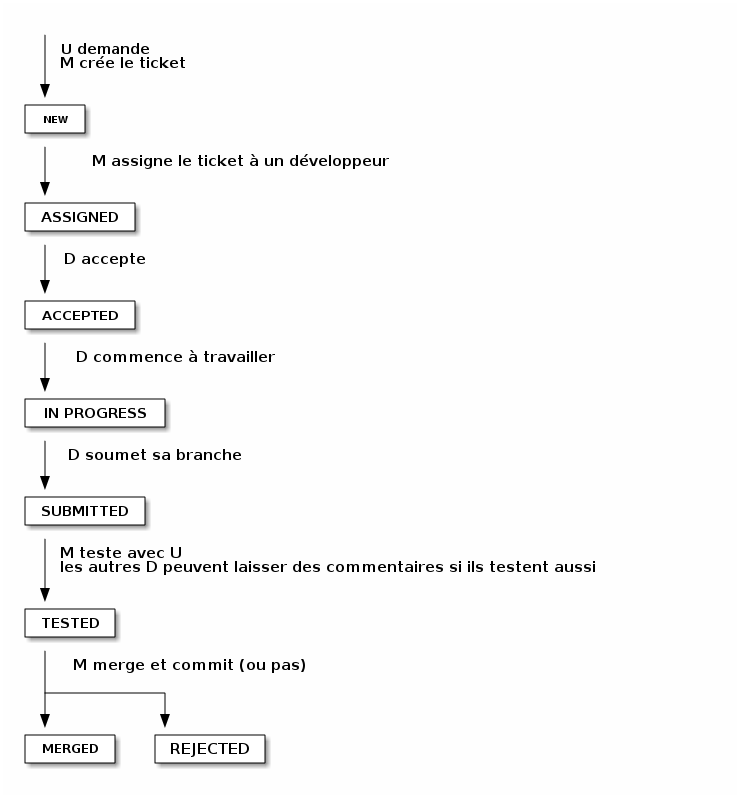 U demande
M crée le ticket
NEW
M assigne le ticket à un développeur
ASSIGNED
D accepte
ACCEPTED
D commence à travailler
IN PROGRESS
D soumet sa branche
SUBMITTED
M teste avec U
les autres D peuvent laisser des commentaires si ils testent aussi
TESTED
M merge et commit (ou pas)
MERGED
REJECTED